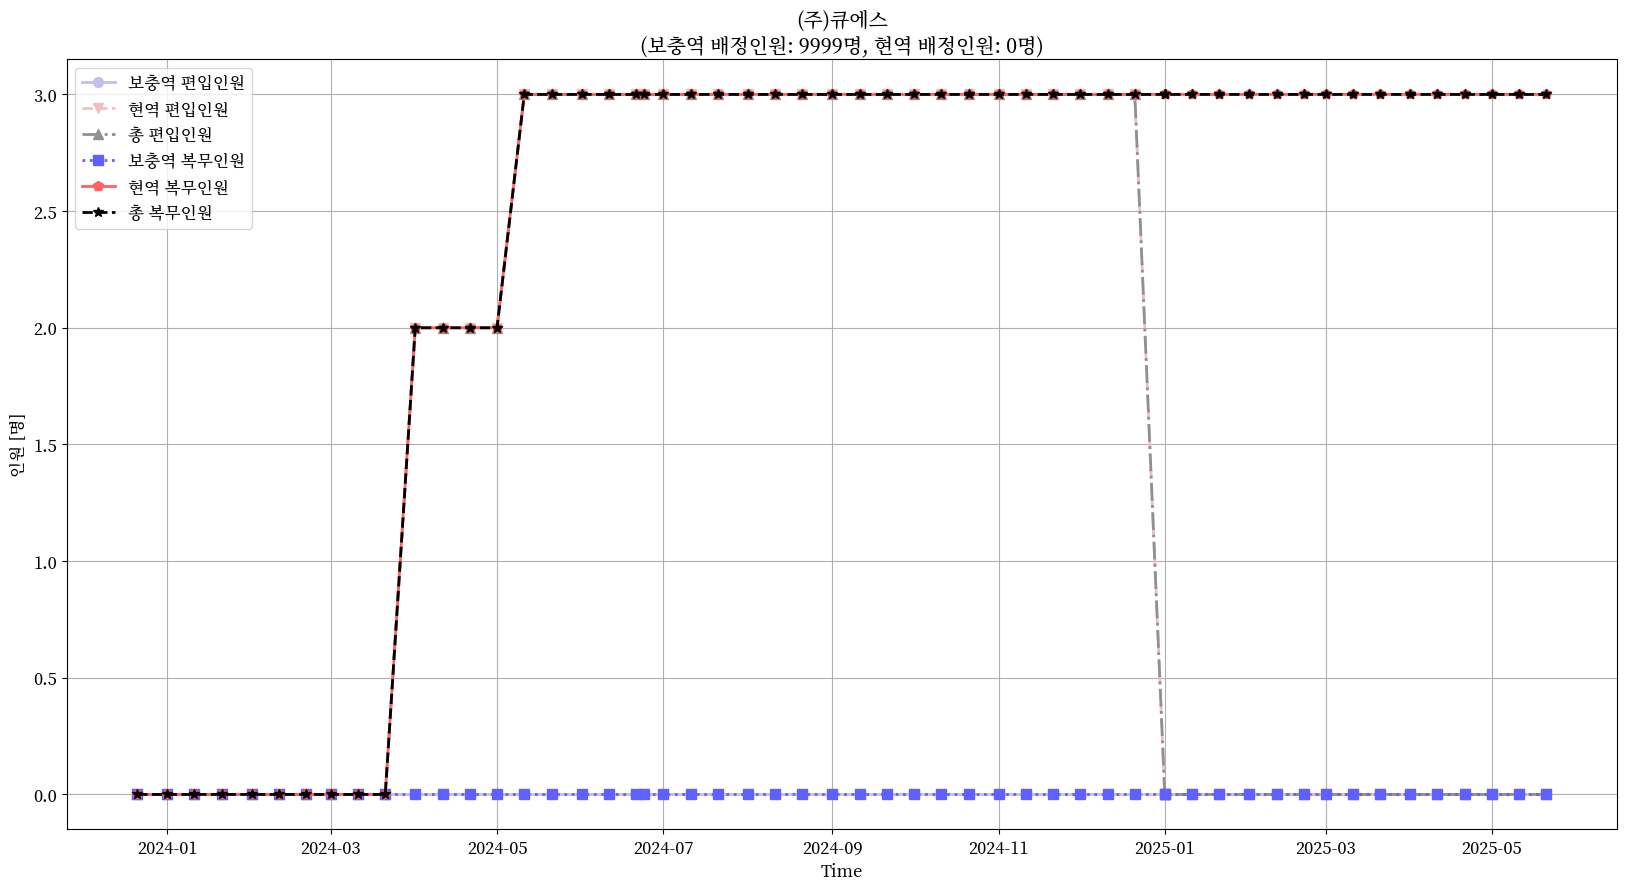 (주)큐에스
(보충역 배정인원: 9999명, 현역 배정인원: 0명)
보충역 편입인원
현역 편입인원
총 편입인원
보충역 복무인원
현역 복무인원
총 복무인원
3.0
2.5
2.0
1.5
1.0
0.5
0.0
인원 [명]
2024-01
2024-03
2024-05
2024-07
2024-09
2024-11
2025-01
2025-03
2025-05
Time